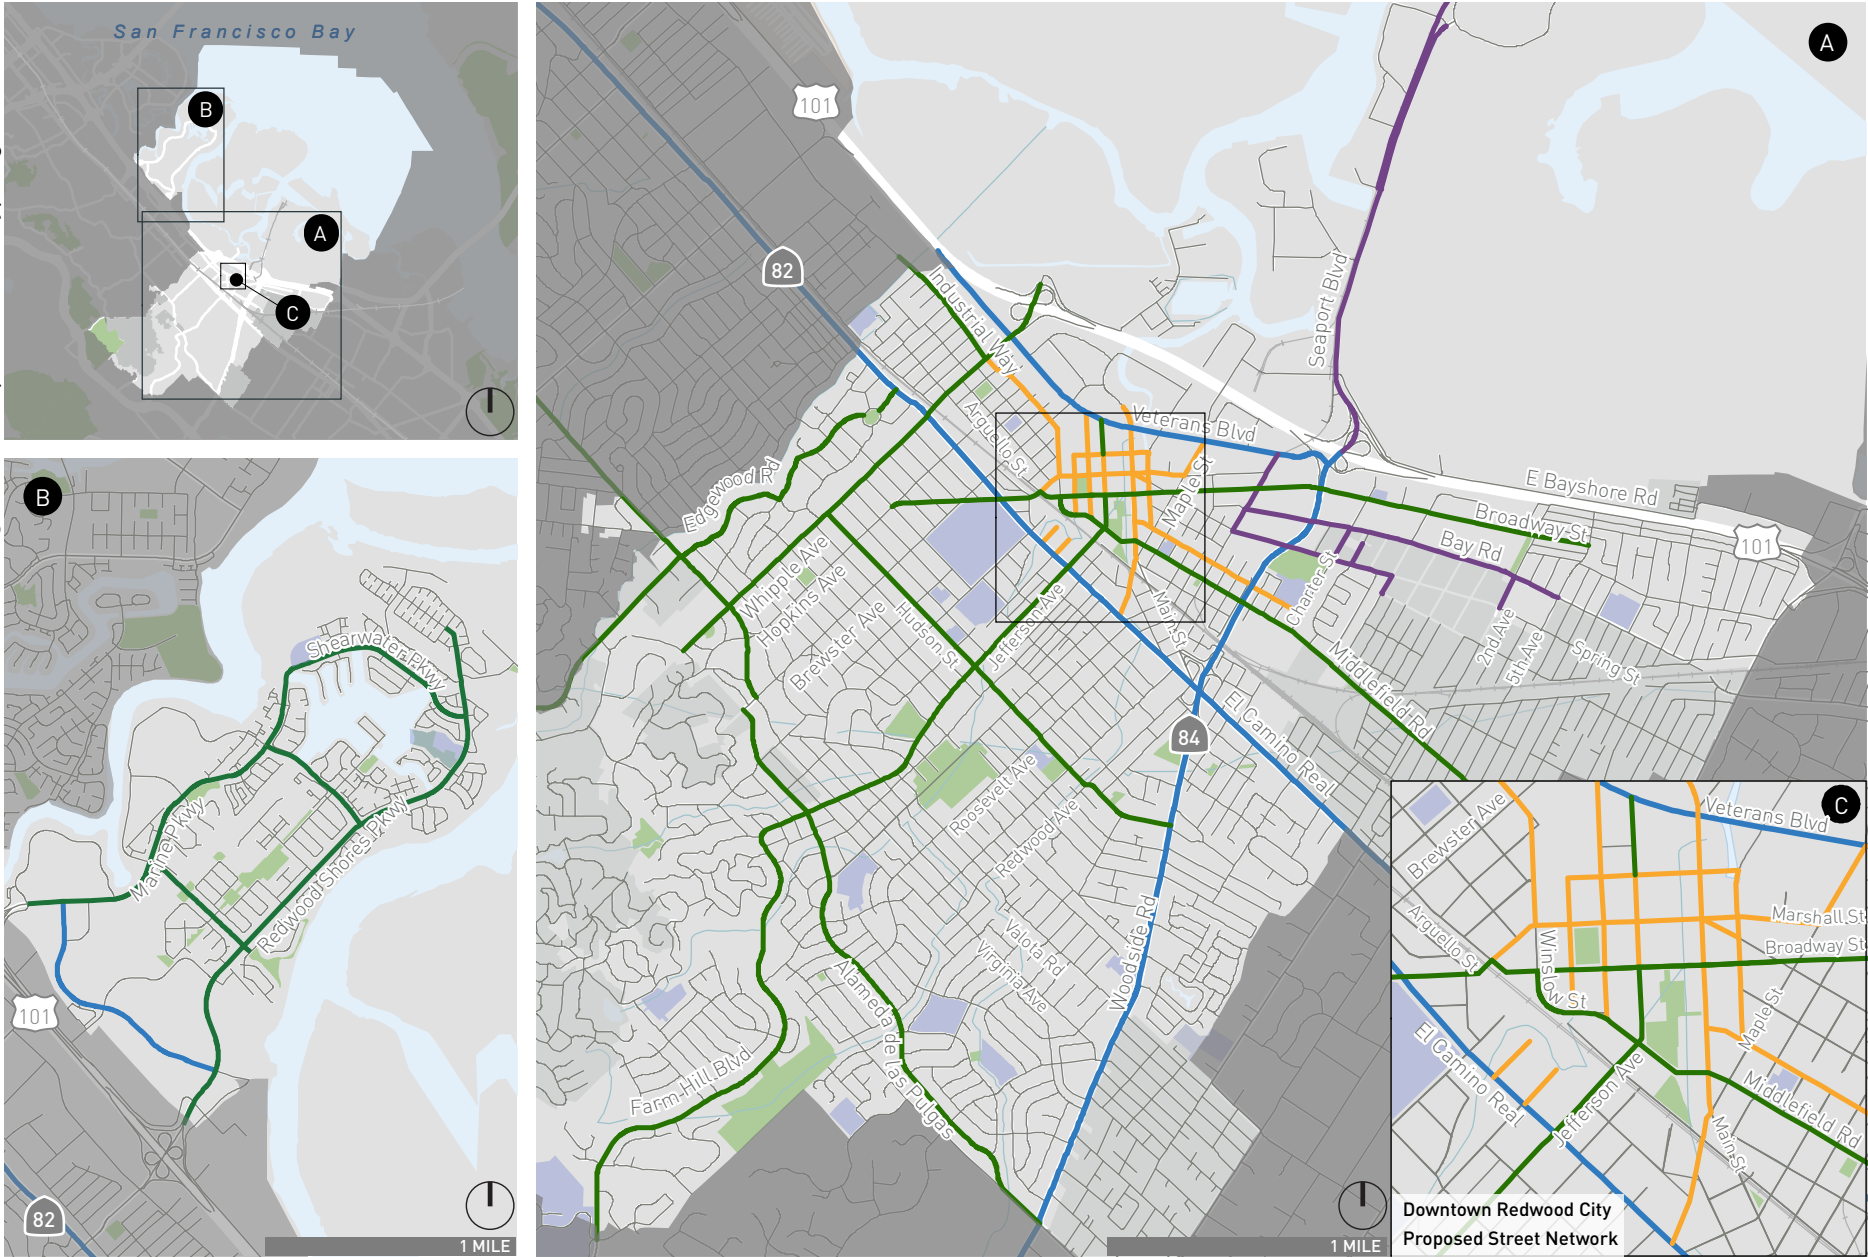 San Francisco Bay
B
A
C
B
Shearwater Pkwy
Marine Pkwy
Redwood Shores Pkwy
101
82
1 MILE
A
101
82
Seaport Blvd
Industrial Way
Arguello St
Veterans Blvd
Maple St
E Bayshore Rd
Broadway St
Bay Rd
101
Edgewood Rd
Whipple Ave
Hopkins Ave
Brewster Ave
Hudson St
Jefferson Ave
Main St
Charter St
2nd Ave
5th Ave
Spring St
Middlefield Rd
El Camino Real
84
Roosevelt Ave
Redwood Ave
Valota Rd
Virginia Ave
Woodside Rd
Alameda de las Pulgas
Farm Hill Blvd
1 MILE
C
Veterans Blvd
Brewster Ave
Arguello St
Marshall St
Broadway St
Winslow St
Maple St
El Camino Real
Jefferson Ave
Middlefield Rd
Main St
Downtown Redwood City
Proposed Street Network